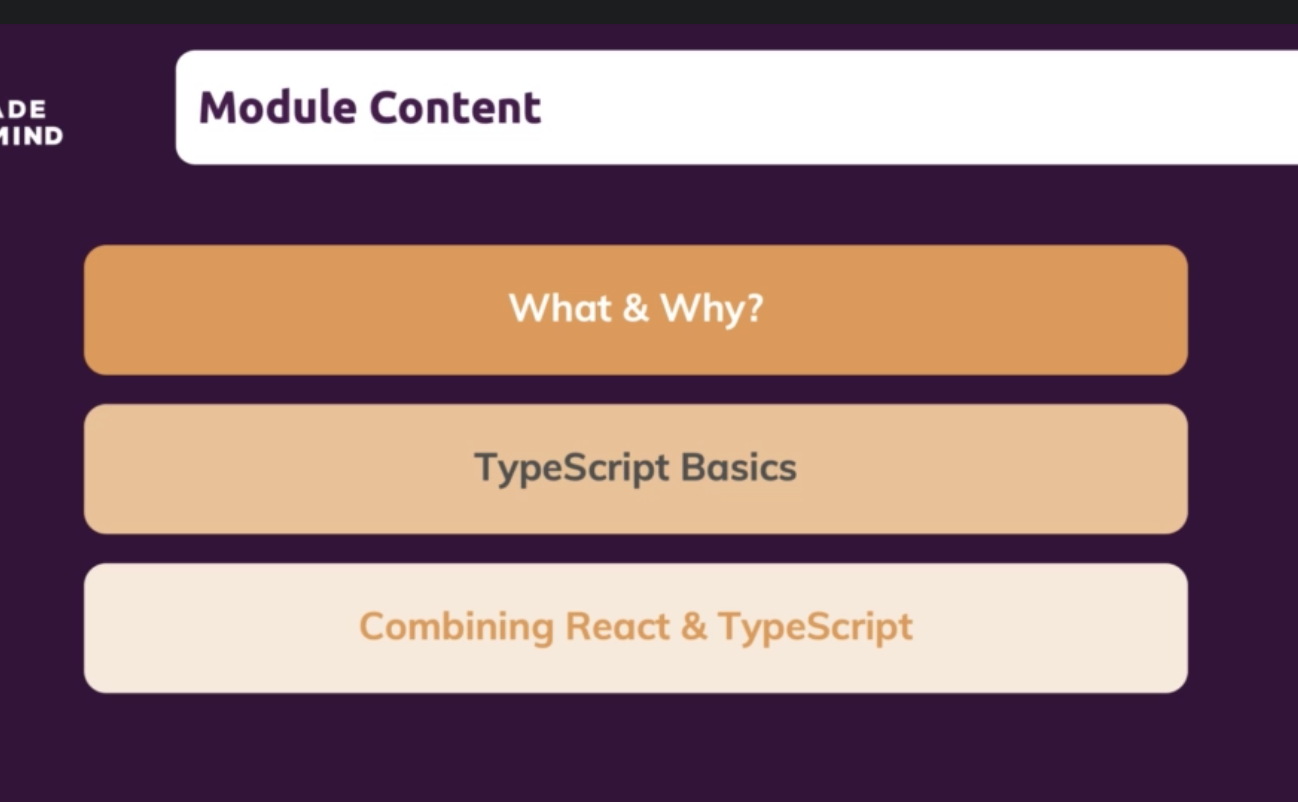 ADE
MIND
Module Content
What & Why?
TypeScript Basics
Combining React & TypeScript